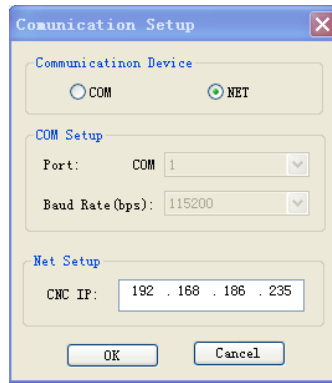 Comunication Setup
Communicatinon Device
COM NET
COM Setup
Port: COM 1
Baud Rate(bps): 115200
Net Setup
CNC IP: 192 . 168 . 186 . 235
OK Cancel